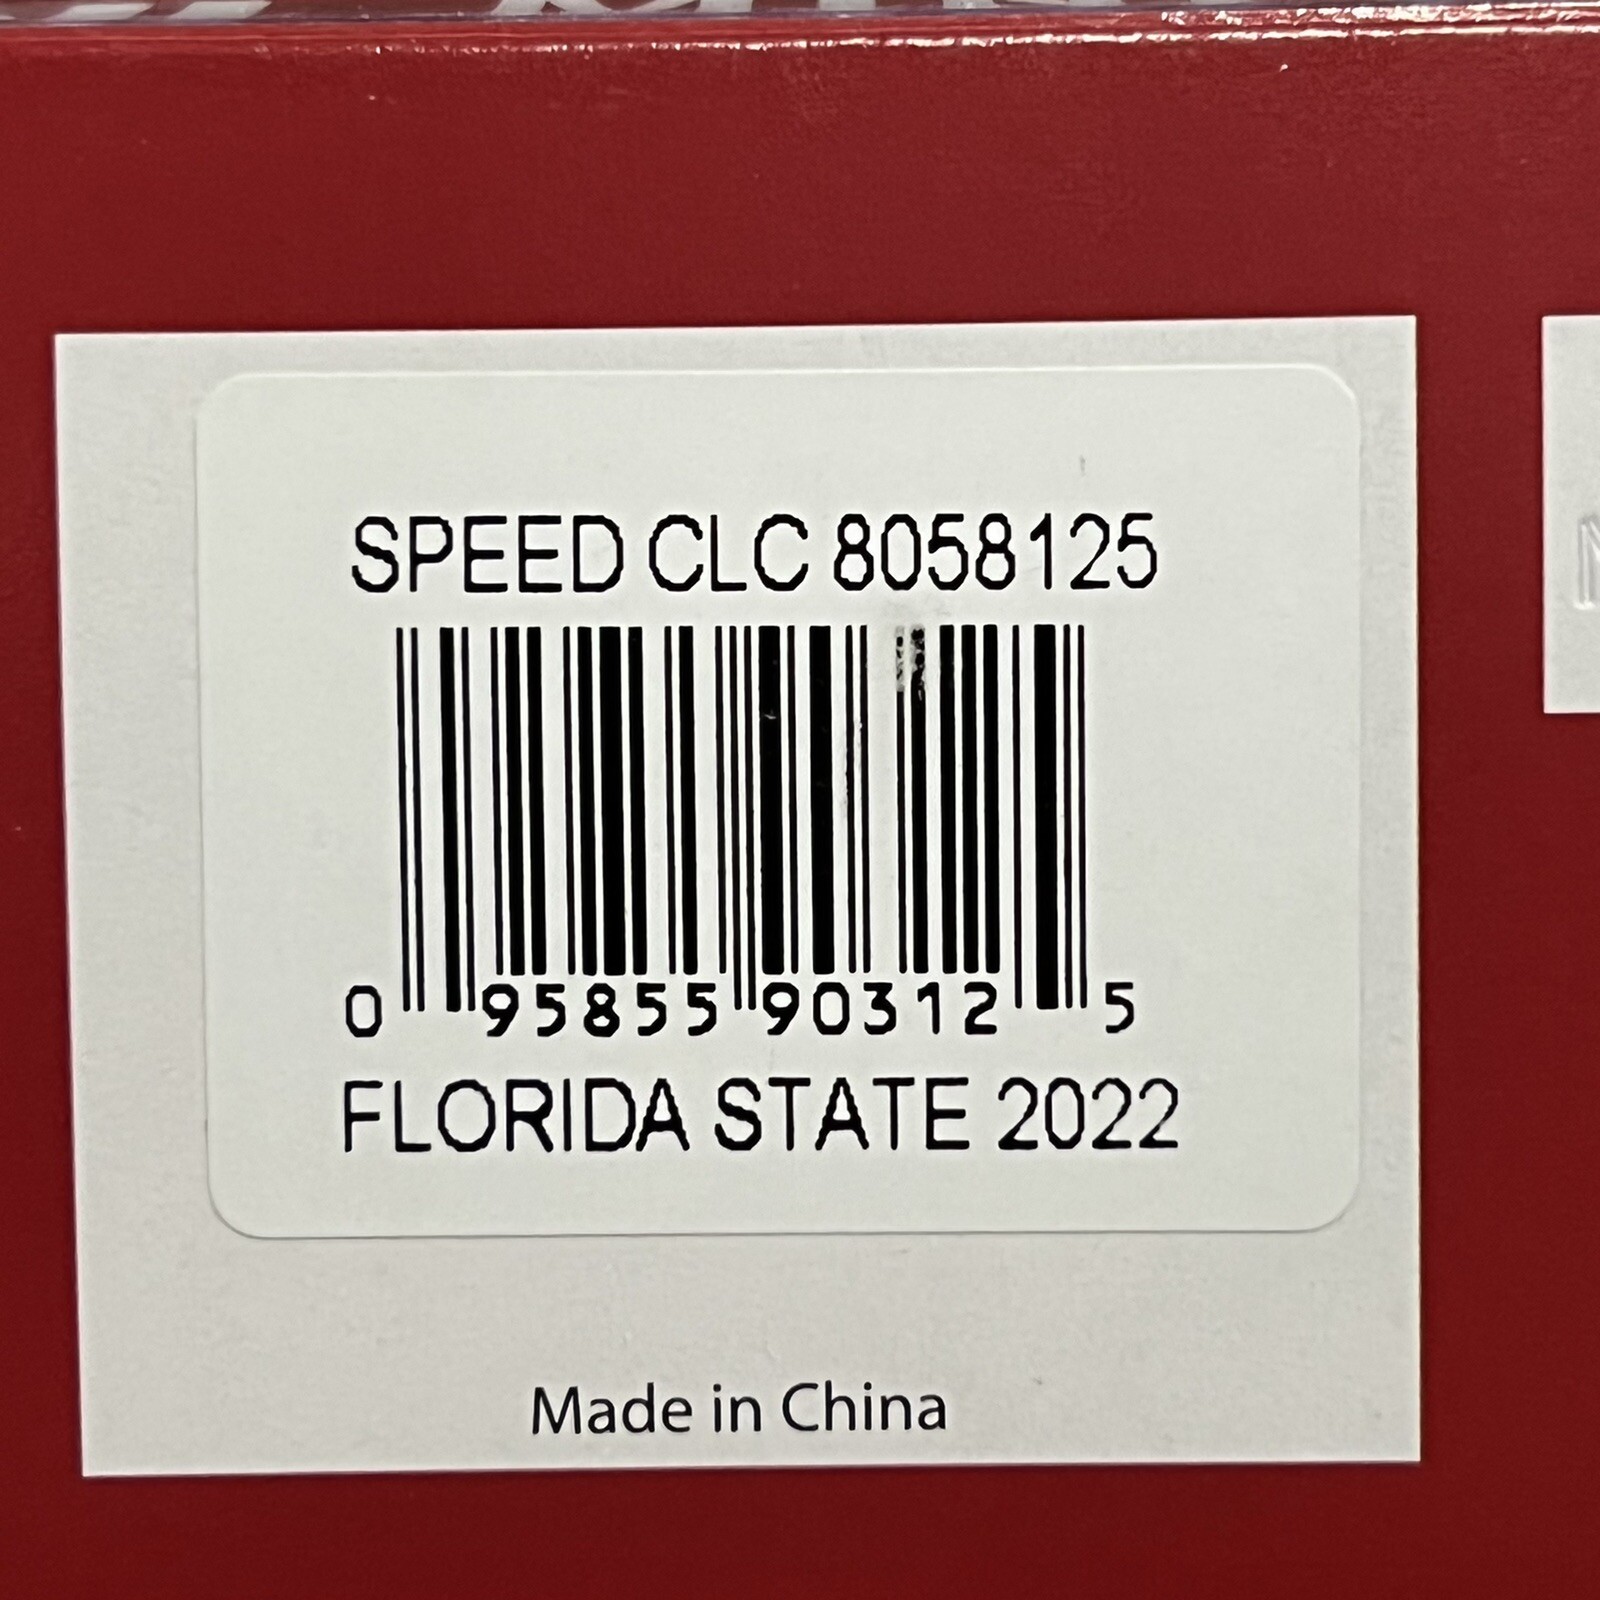 SPEED CLC 8058125
0 95855 90312 5
FLORIDA STATE 2022
Made in China